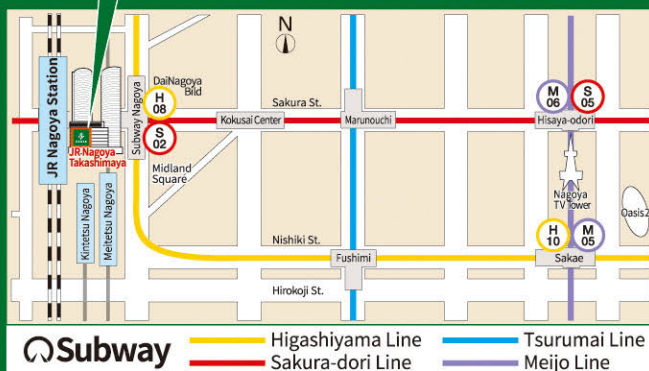 N
DaiNagoya
Bild
H
08
M
06
S
05
Sakura St.
JR Nagoya Station
Subway Nagoya
Kokusai Center
Marunouchi
Hisaya-odori
S
02
JR Nagoya
Takashimaya
Midland
Square
Kintetsu Nagoya
Meitetsu Nagoya
Nagoya
TV Tower
Oasis2
H
10
M
05
Nishiki St.
Fushimi
Sakae
Hirokoji St.
Subway
Higashiyama Line
Tsurumai Line
Sakura-dori Line
Meijo Line